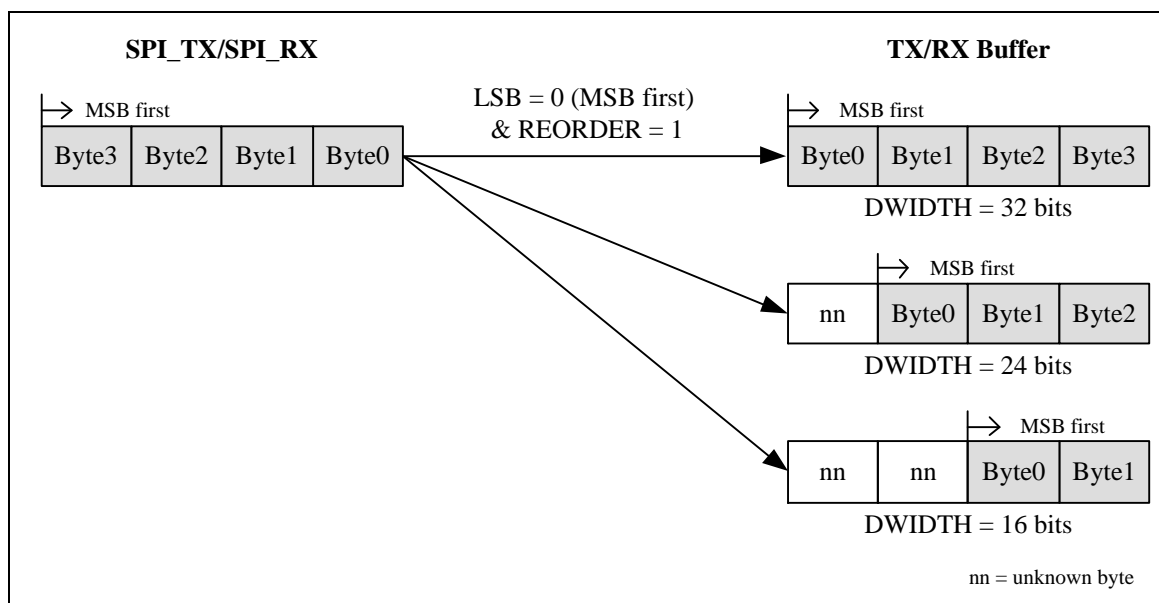 SPI_TX/SPI_RX
TX/RX Buffer
MSB first
LSB = 0 (MSB first)
& REORDER = 1
MSB first
Byte3 Byte2 Byte1 Byte0
Byte0 Byte1 Byte2 Byte3
DWIDTH = 32 bits
MSB first
nn Byte0 Byte1 Byte2
DWIDTH = 24 bits
MSB first
nn nn Byte0 Byte1
DWIDTH = 16 bits
nn = unknown byte